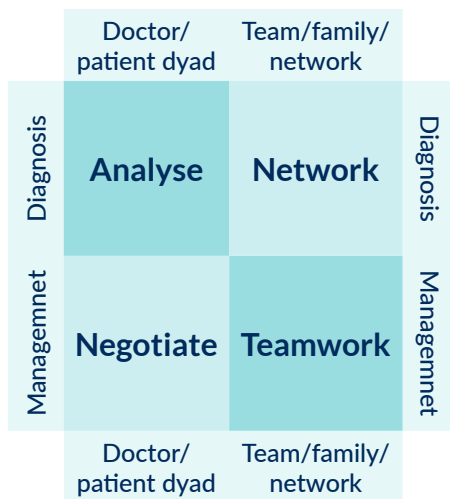 Doctor/
patient dyad
Team/family/
network
Diagnosis
Analyse
Network
Diagnosis
Managemnet
Negotiate
Teamwork
Managemnet
Doctor/
patient dyad
Team/family/
network